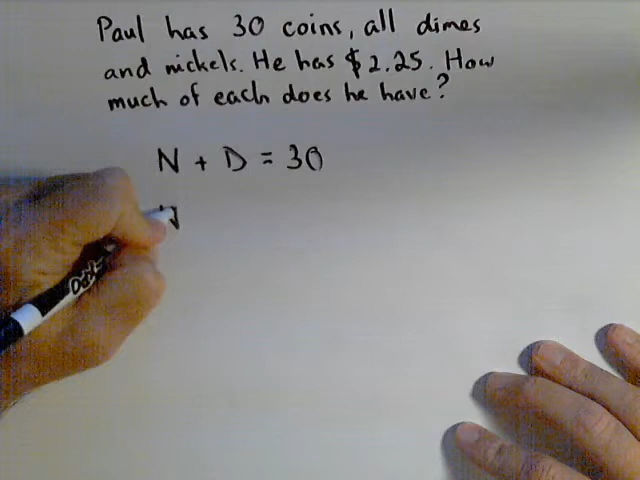 Paul has 30 coins, all dimes
and nickels. He has $2.25. How
much of each does he have?
N + D = 30
N